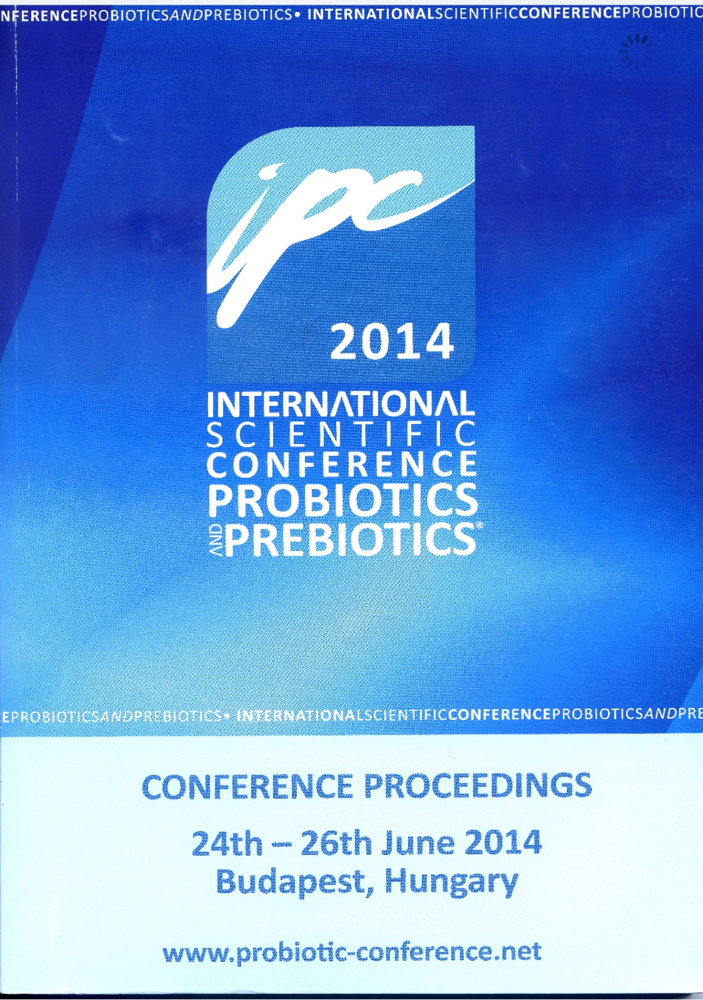 NFERENCEPROBIOTICSANDPREBIOTICS• INTERNATIONALSCIENTIFICCONFERENCEPROBIOTIC
ipc
2014
INTERNATIONAL
SCIENTIFIC
CONFERENCE
PROBIOTICS
AND PREBIOTICS®
EPROBIOTICSANDPREBIOTICS• INTERNATIONALSCIENTIFICCONFERENCEPROBIOTICSANDPRE
CONFERENCE PROCEEDINGS
24th – 26th June 2014
Budapest, Hungary
www.probiotic-conference.net